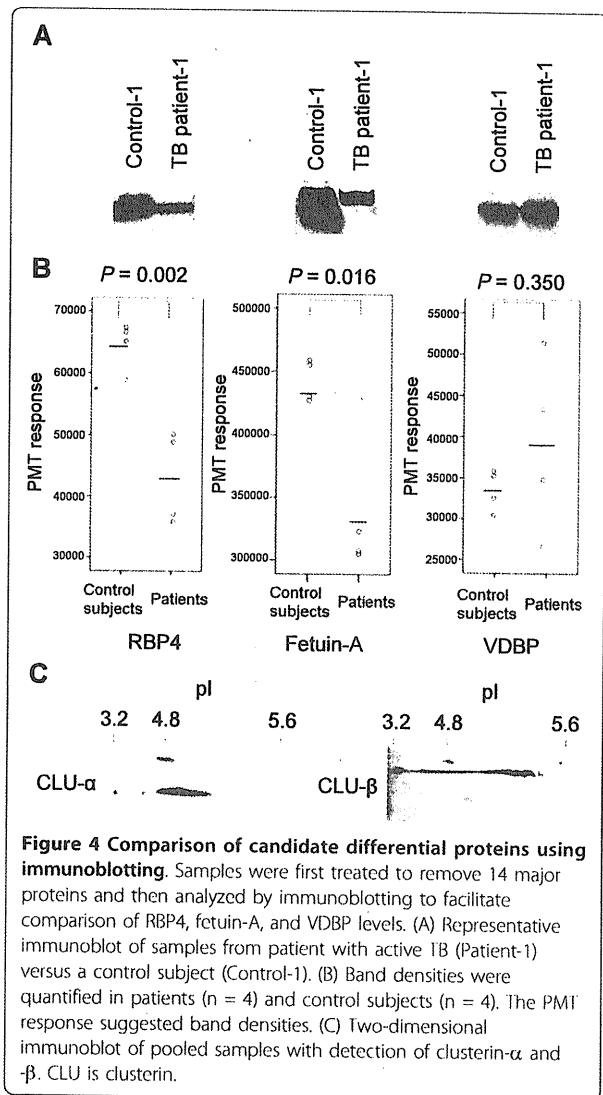 A
Control-1
TB patient-1
Control-1
TB patient-1
Control-1
TB patient-1
B
P = 0.002
P = 0.016
P = 0.350
PMT response
70000
60000
50000
40000
30000
Control subjects
Patients
RBP4
PMT response
500000
450000
400000
350000
300000
Control subjects
Patients
Fetuin-A
PMT response
55000
50000
45000
40000
35000
30000
25000
Control subjects
Patients
VDBP
C
pI
3.2 4.8 5.6
CLU-α
pI
3.2 4.8 5.6
CLU-β
Figure 4 Comparison of candidate differential proteins using
immunoblotting. Samples were first treated to remove 14 major
proteins and then analyzed by immunoblotting to facilitate
comparison of RBP4, fetuin-A, and VDBP levels. (A) Representative
immunoblot of samples from patient with active TB (Patient-1)
versus a control subject (Control-1). (B) Band densities were
quantified in patients (n = 4) and control subjects (n = 4). The PMT
response suggested band densities. (C) Two-dimensional
immunoblot of pooled samples with detection of clusterin-α and
-β. CLU is clusterin.